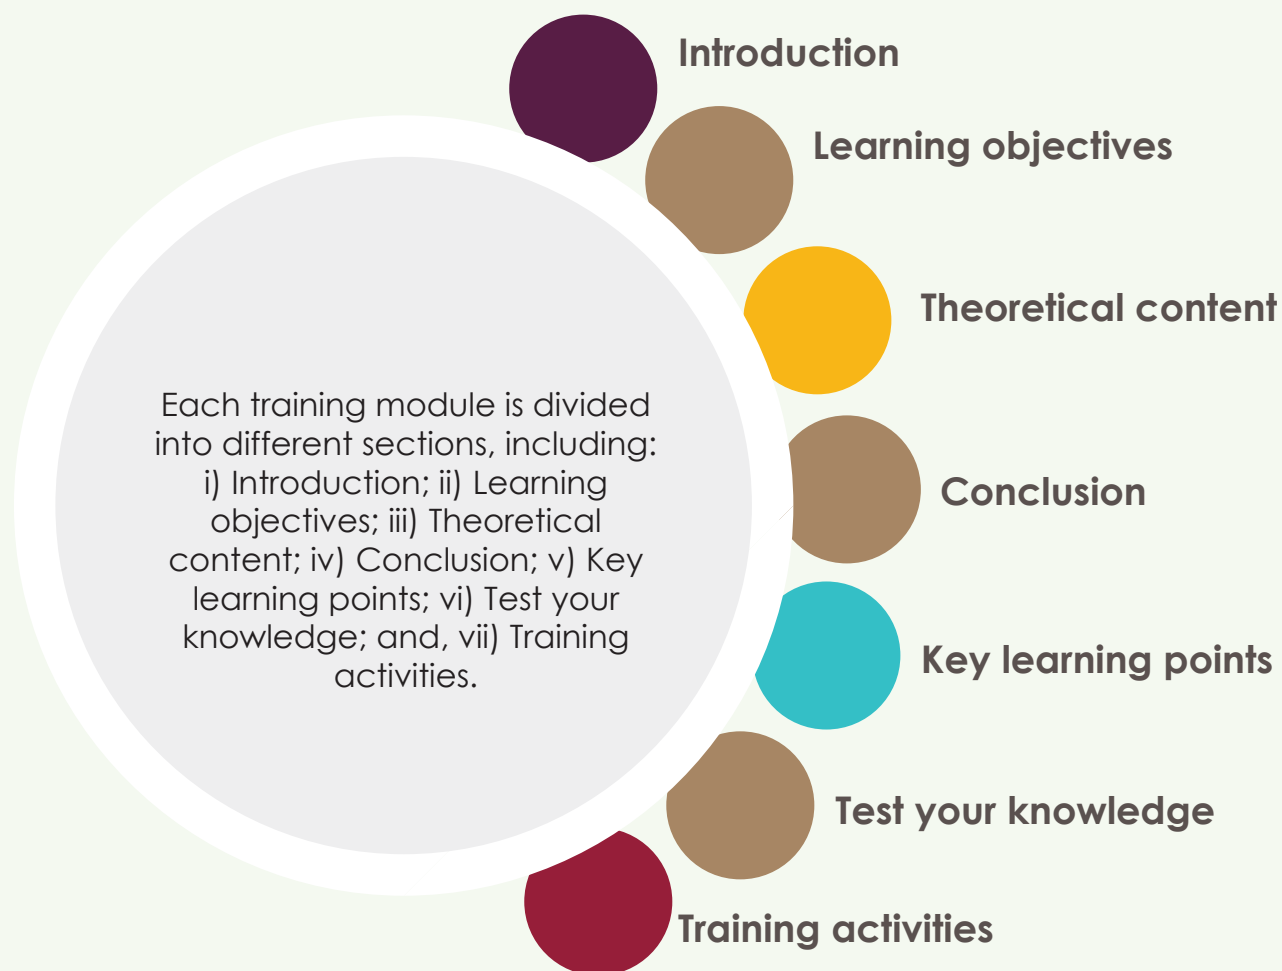 Introduction
Learning objectives
Theoretical content
Conclusion
Key learning points
Test your knowledge
Training activities
Each training module is divided
into different sections, including:
i) Introduction; ii) Learning
objectives; iii) Theoretical
content; iv) Conclusion; v) Key
learning points; vi) Test your
knowledge; and, vii) Training
activities.